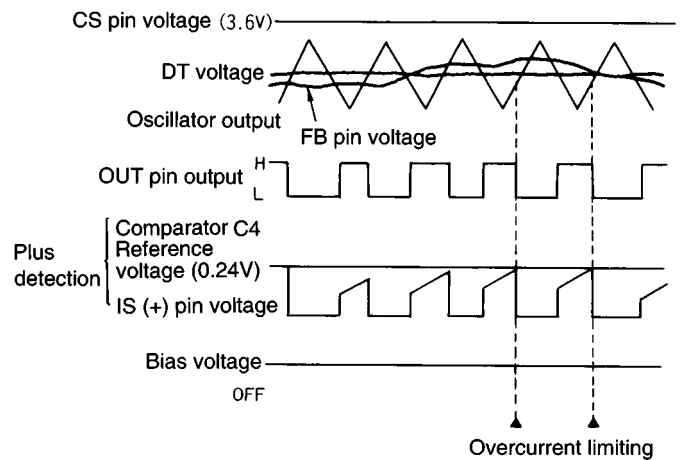 CS pin voltage (3.6V)
DT voltage
Oscillator output
FB pin voltage
OUT pin output
H
L
Plus
detection
Comparator C4
Reference
voltage (0.24V)
IS (+) pin voltage
Bias voltage
OFF
Overcurrent limiting